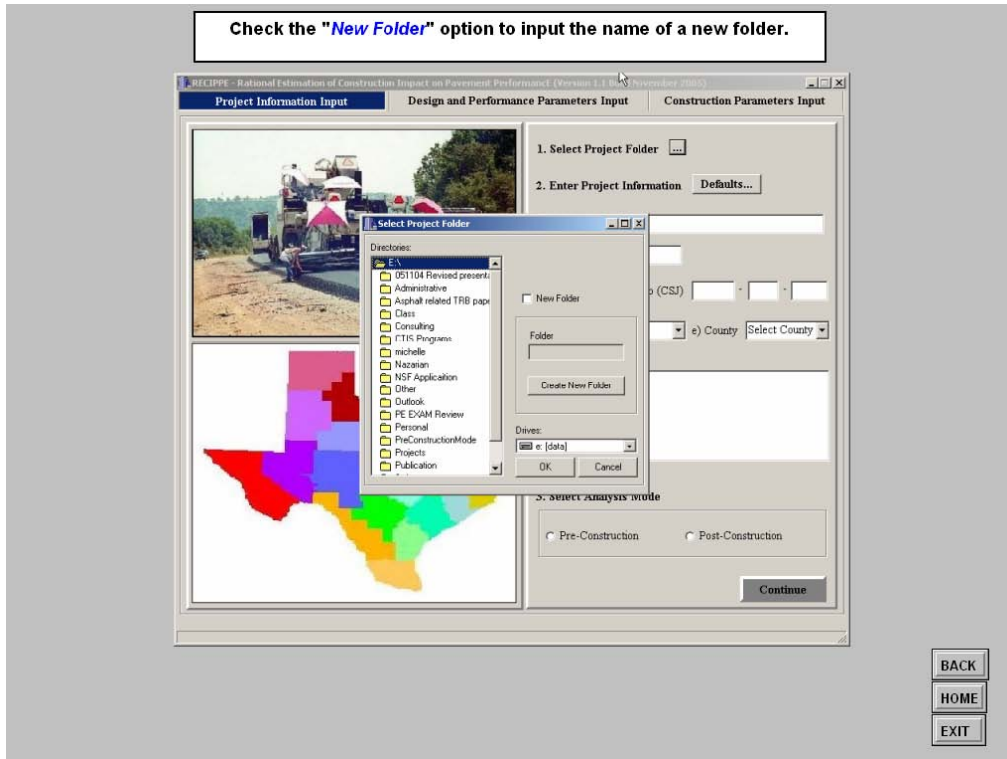 Check the "New Folder" option to input the name of a new folder.
RECIPPE - Rational Estimation of Construction Impact on Pavement Performance (Version 1.1 Beta November 2005)
Project Information Input
Design and Performance Parameters Input
Construction Parameters Input
1. Select Project Folder ...
2. Enter Project Information Defaults...
Select Project Folder
Directories:
E:\
051104 Revised presenta
Administrative
Asphalt related TRB pape
Class
Consulting
CTIS Programs
michelle
Nazarian
NSF Applicaition
Other
Outlook
PE EXAM Review
Personal
PreConstructionMode
Projects
Publication
New Folder
Folder
Create New Folder
Drives:
e: [data]
OK Cancel
(CSJ) - -
e) County Select County
3. Select Analysis Mode
Pre-Construction Post-Construction
Continue
BACK
HOME
EXIT